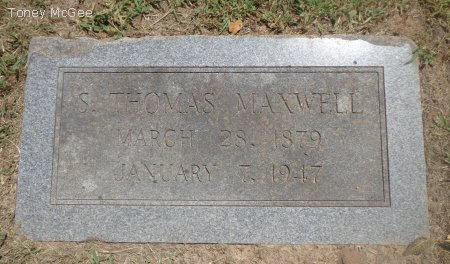 Toney McGee
S. THOMAS MAXWELL
MARCH 28, 1879
JANUARY 7, 1947